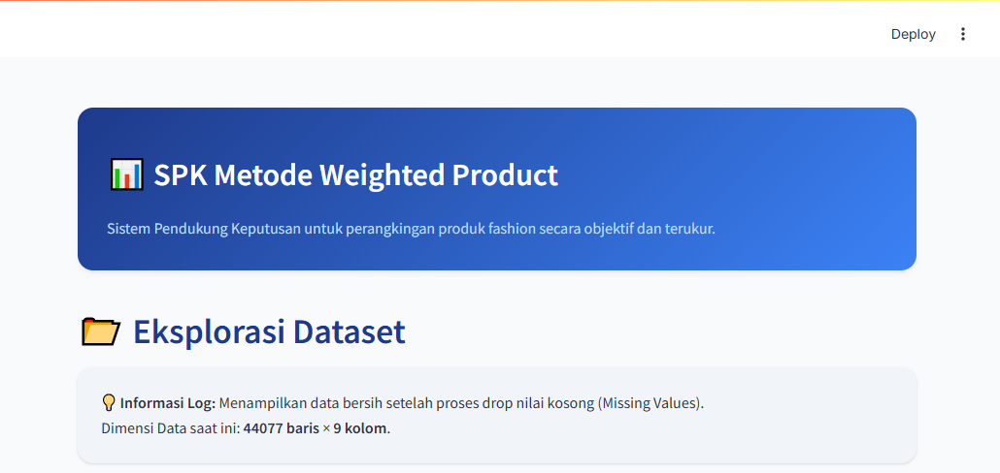 Deploy
SPK Metode Weighted Product
Sistem Pendukung Keputusan untuk perangkingan produk fashion secara objektif dan terukur.
Eksplorasi Dataset
Informasi Log: Menampilkan data bersih setelah proses drop nilai kosong (Missing Values).
Dimensi Data saat ini: 44077 baris × 9 kolom.